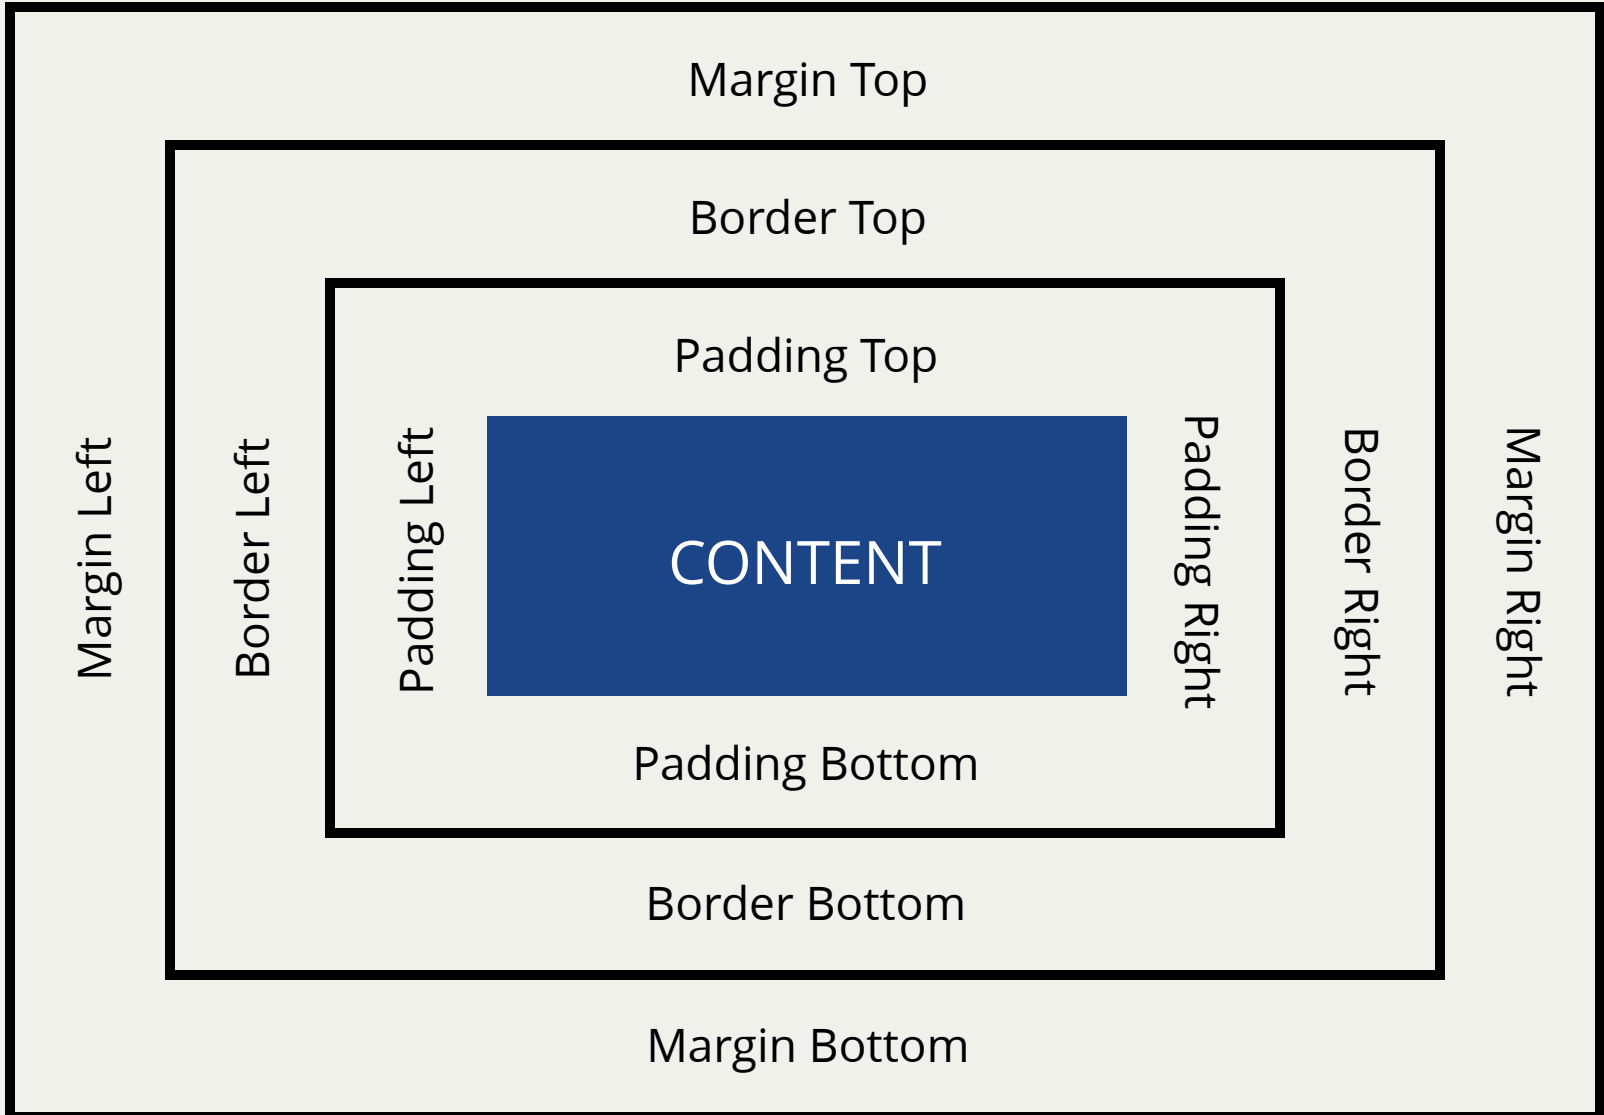 Margin Top
Border Top
Padding Top
Margin Left
Border Left
Padding Left
CONTENT
Padding Right
Border Right
Margin Right
Padding Bottom
Border Bottom
Margin Bottom